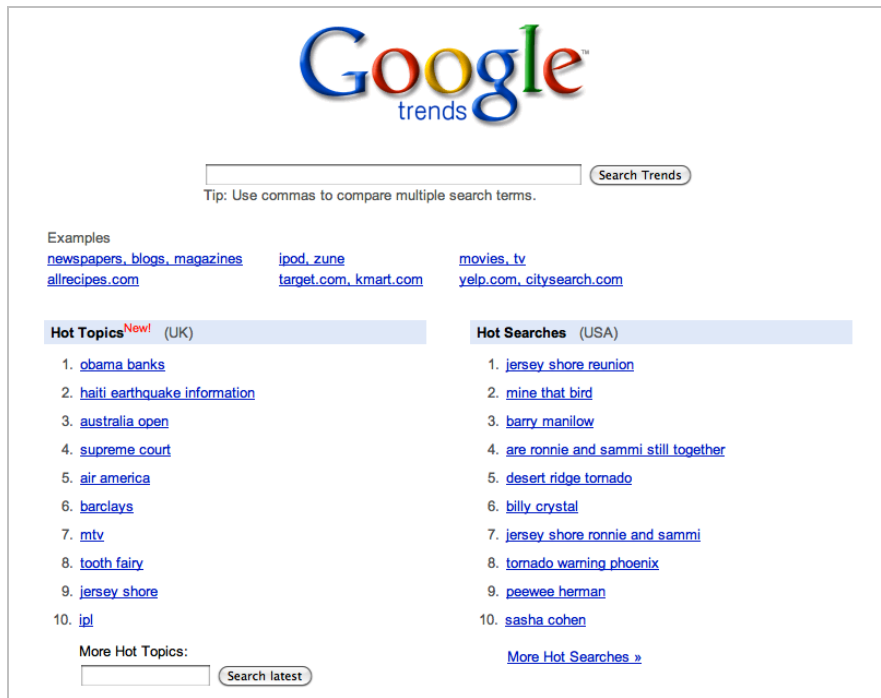 Google™
trends
Search Trends
Tip: Use commas to compare multiple search terms.
Examples
newspapers, blogs, magazines ipod, zune movies, tv
allrecipes.com target.com, kmart.com yelp.com, citysearch.com
Hot Topics New! (UK)
1. obama banks
2. haiti earthquake information
3. australia open
4. supreme court
5. air america
6. barclays
7. mtv
8. tooth fairy
9. jersey shore
10. ipl
More Hot Topics:
Search latest
Hot Searches (USA)
1. jersey shore reunion
2. mine that bird
3. barry manilow
4. are ronnie and sammi still together
5. desert ridge tornado
6. billy crystal
7. jersey shore ronnie and sammi
8. tornado warning phoenix
9. peewee herman
10. sasha cohen
More Hot Searches »